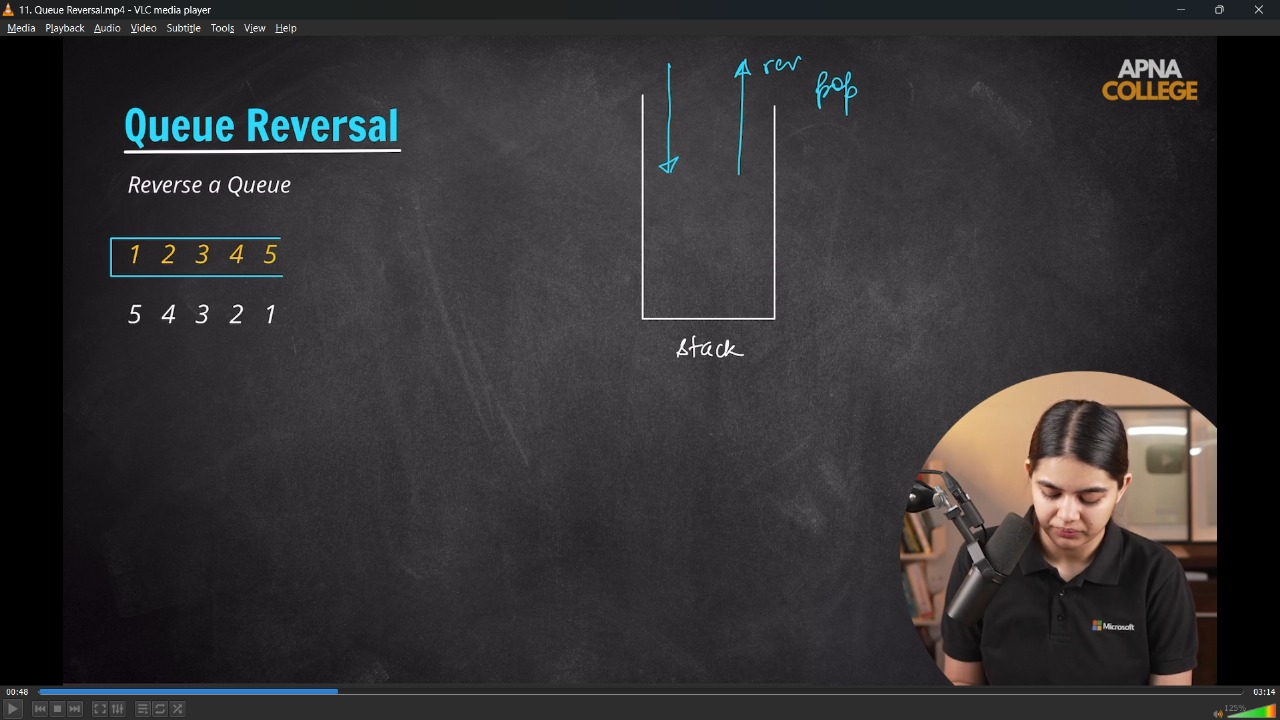 11. Queue Reversal.mp4 - VLC media player
Media Playback Audio Video Subtitle Tools View Help
rev
pop
APNA
COLLEGE
Queue Reversal
Reverse a Queue
1 2 3 4 5
5 4 3 2 1
stack
Microsoft
00:48
03:14
125%